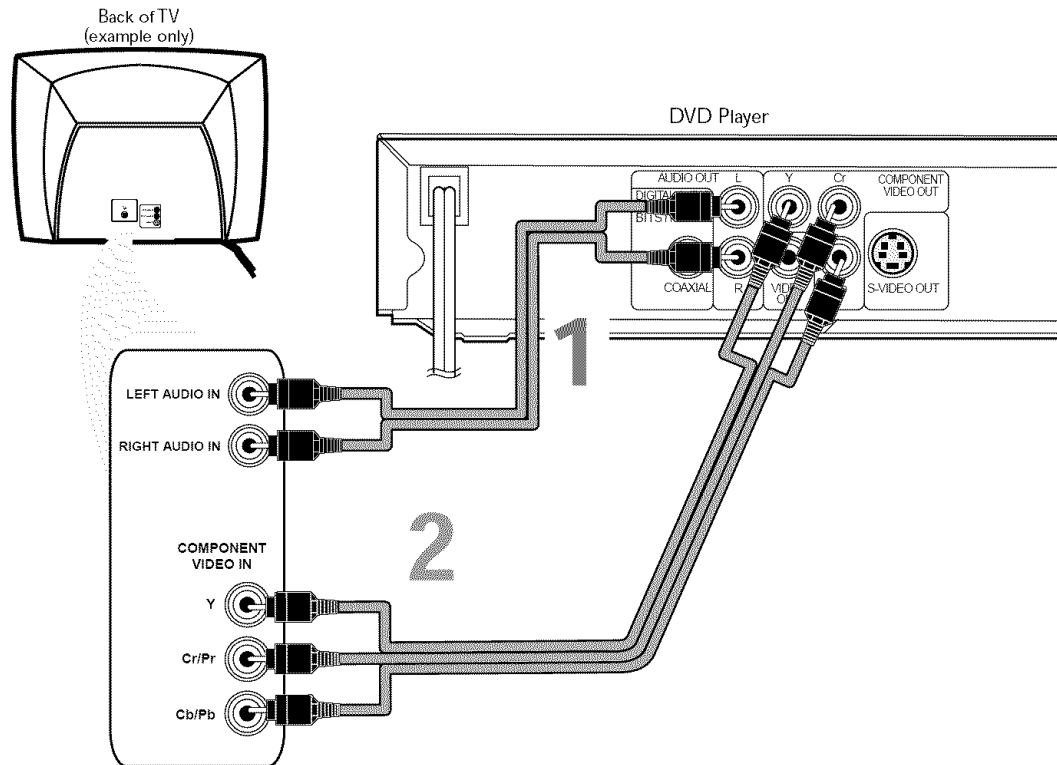 Back of TV
(example only)
DVD Player
AUDIO OUT
L
Y
Cr
COMPONENT
VIDEO OUT
DIGITAL
COAXIAL
R
S-VIDEO OUT
1
LEFT AUDIO IN
RIGHT AUDIO IN
2
COMPONENT
VIDEO IN
Y
Cr/Pr
Cb/Pb